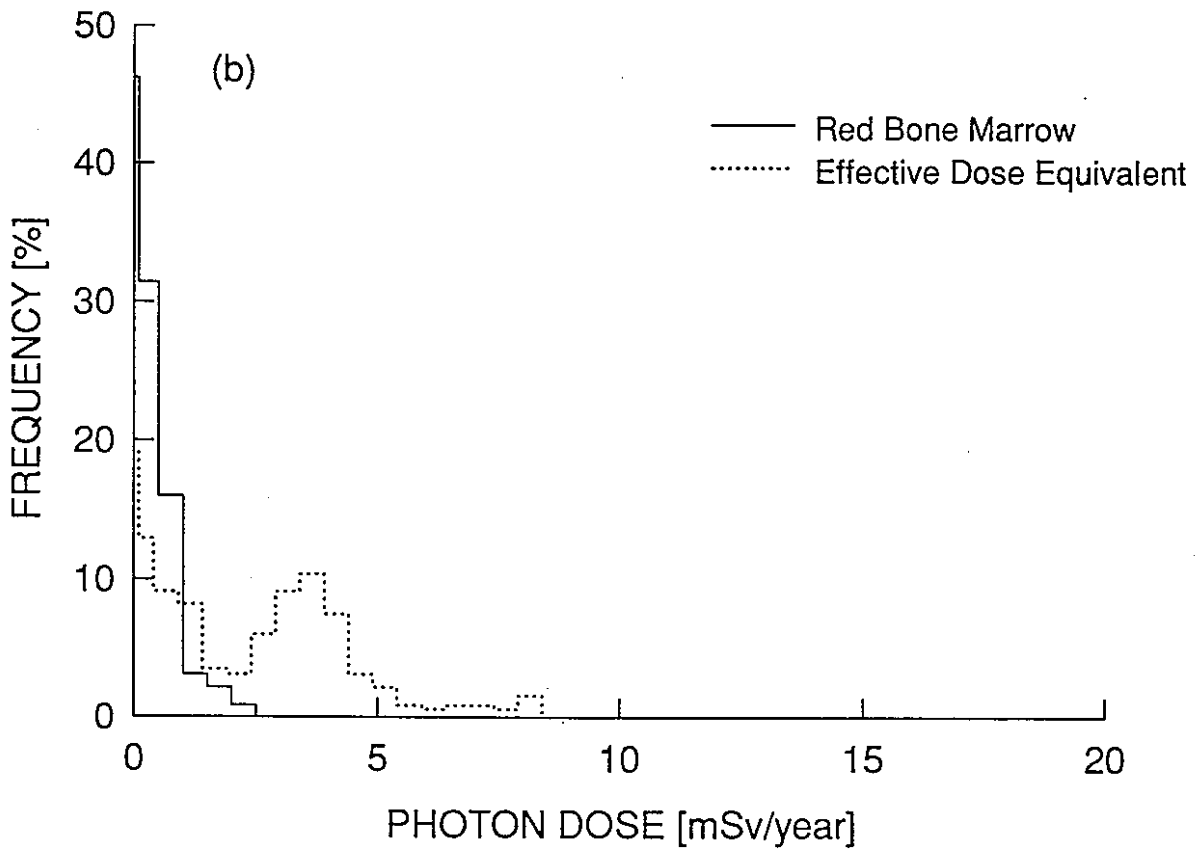 (b)
Red Bone Marrow
Effective Dose Equivalent
FREQUENCY [%]
50
40
30
20
10
0
0 5 10 15 20
PHOTON DOSE [mSv/year]